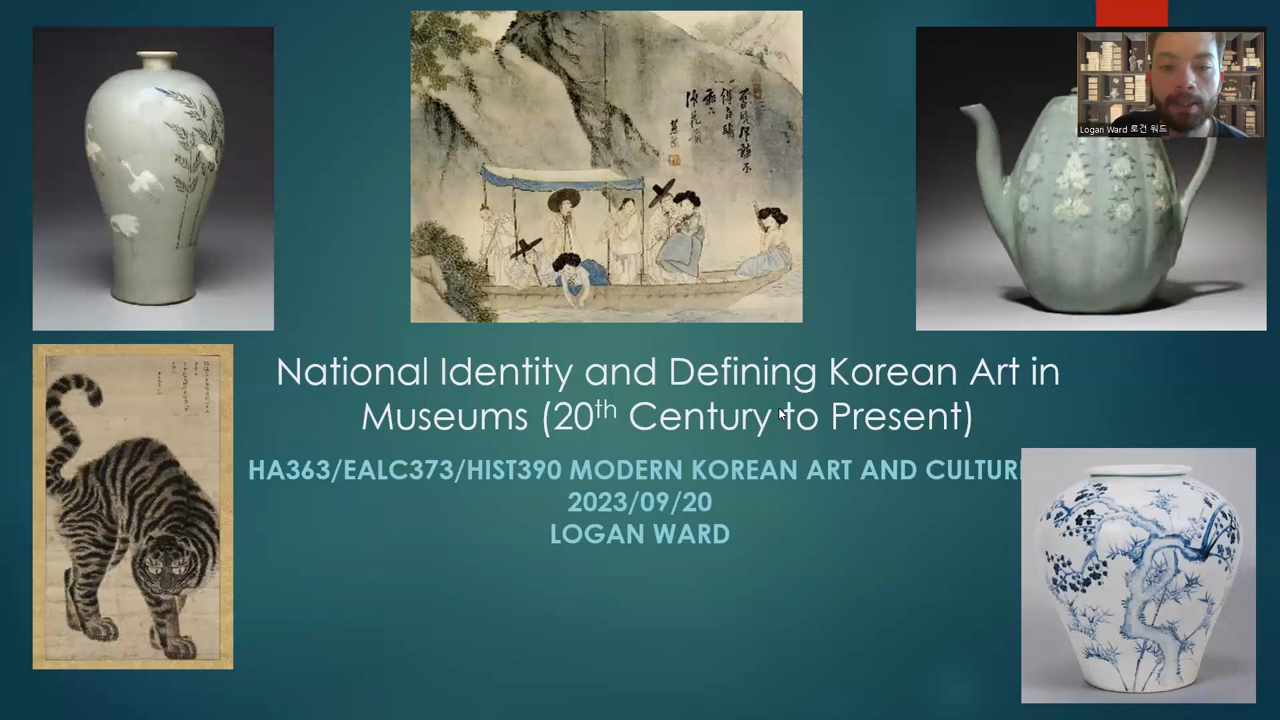 Logan Ward 로건 워드
National Identity and Defining Korean Art in
Museums (20th Century to Present)
HA363/EALC373/HIST390 MODERN KOREAN ART AND CULTUR
2023/09/20
LOGAN WARD